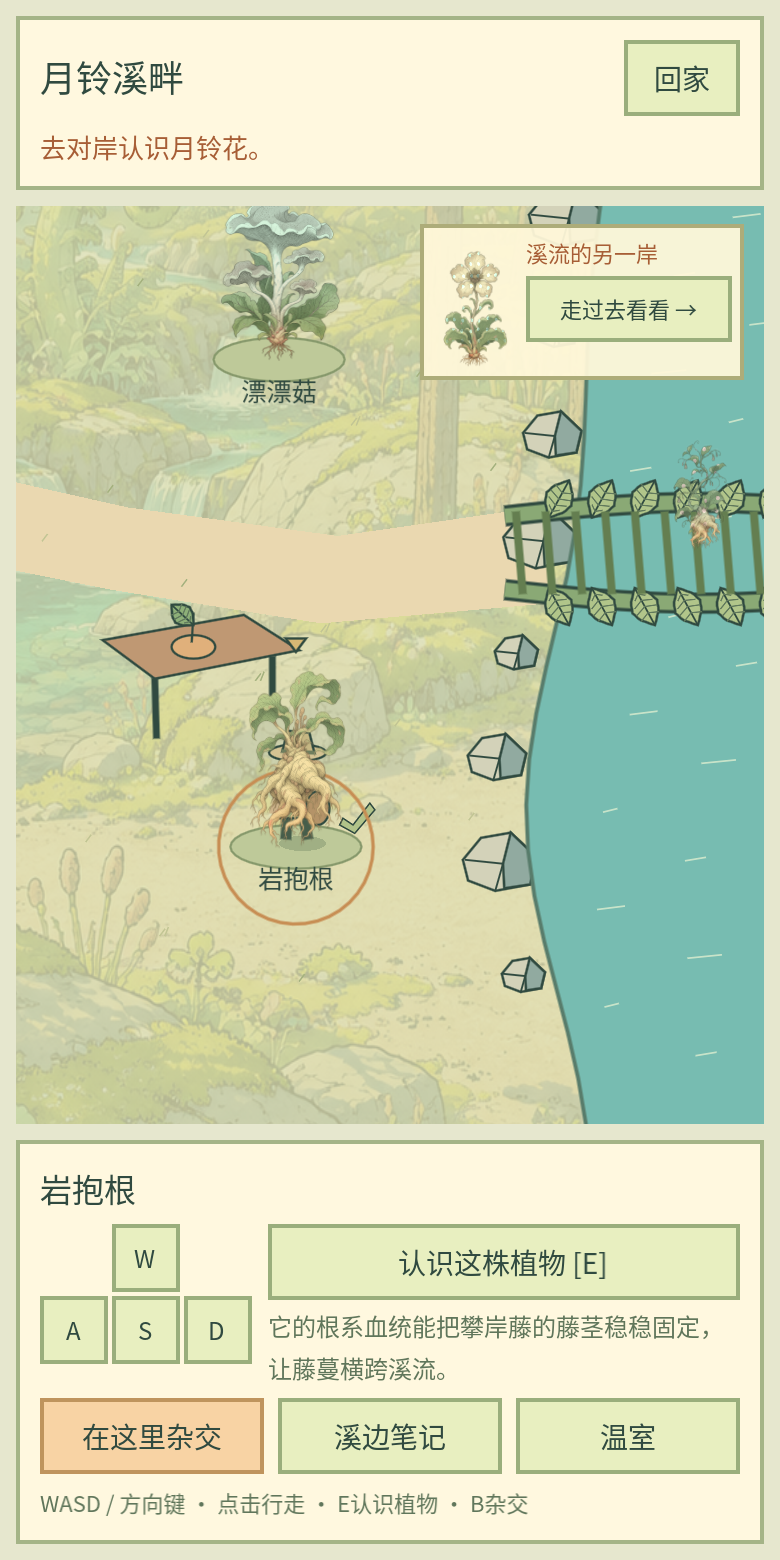 月铃溪畔
回家
去对岸认识月铃花。
溪流的另一岸
走过去看看 →
漂漂菇
岩抱根
岩抱根
W
A
S
D
认识这株植物 [E]
它的根系血统能把攀岸藤的藤茎稳稳固定，
让藤蔓横跨溪流。
在这里杂交
溪边笔记
温室
WASD / 方向键 · 点击行走 · E认识植物 · B杂交